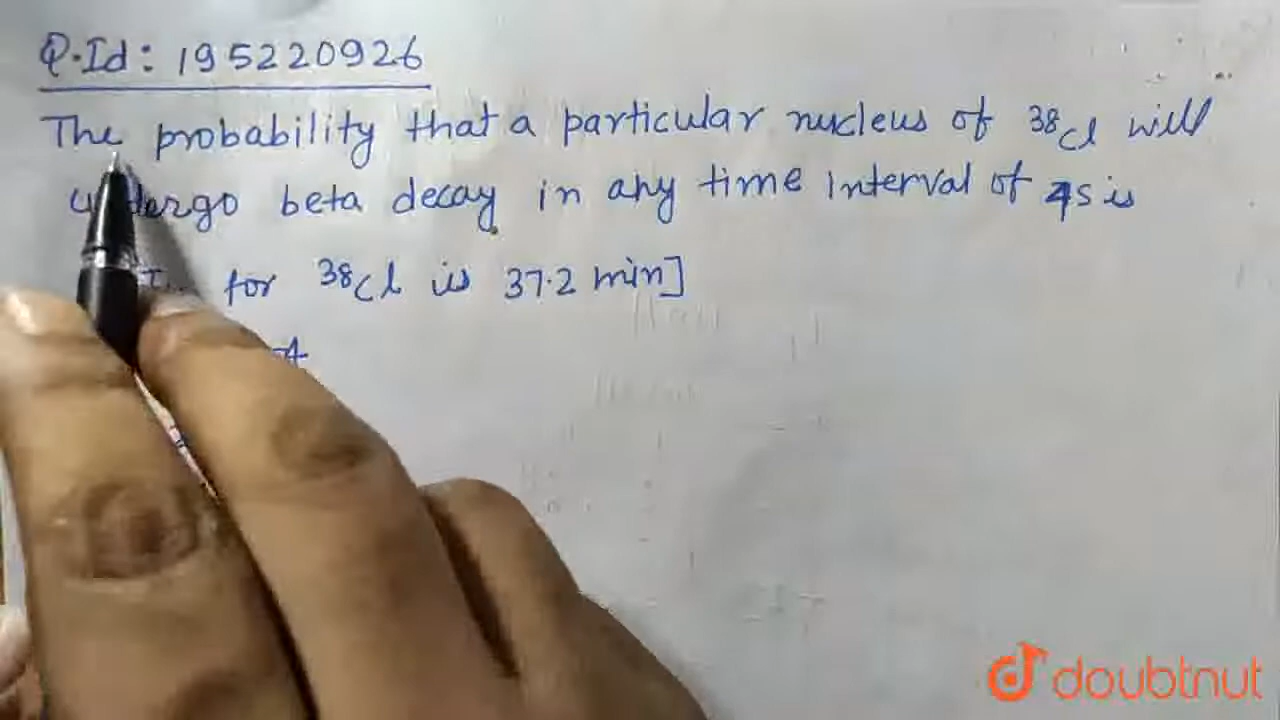 Q.Id: 195220926
The probability that a particular nucleus of 38Cl will
undergo beta decay in any time interval of 4s is
for 38Cl is 37.2 min]
doubtnut